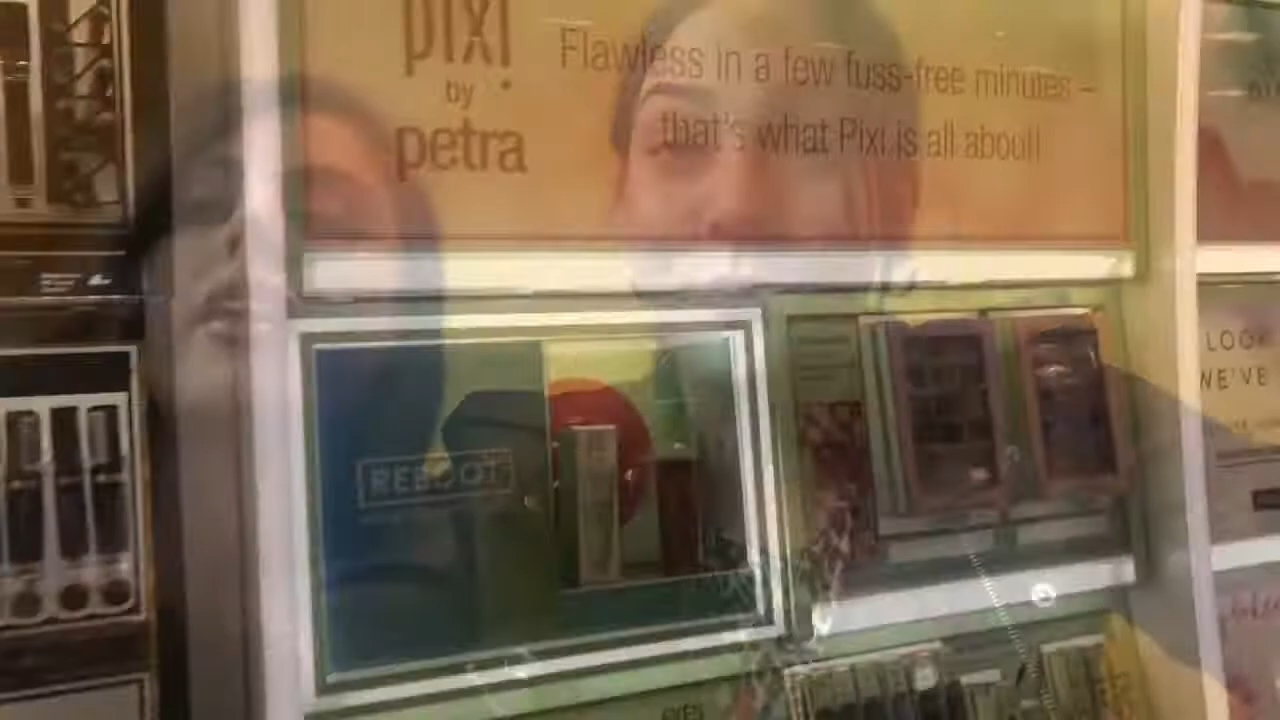 pixi
by
petra
Flawless in a few fuss-free minutes –
that's what Pixi is all about!
REBOOT
LOOK
WE'VE
eyes